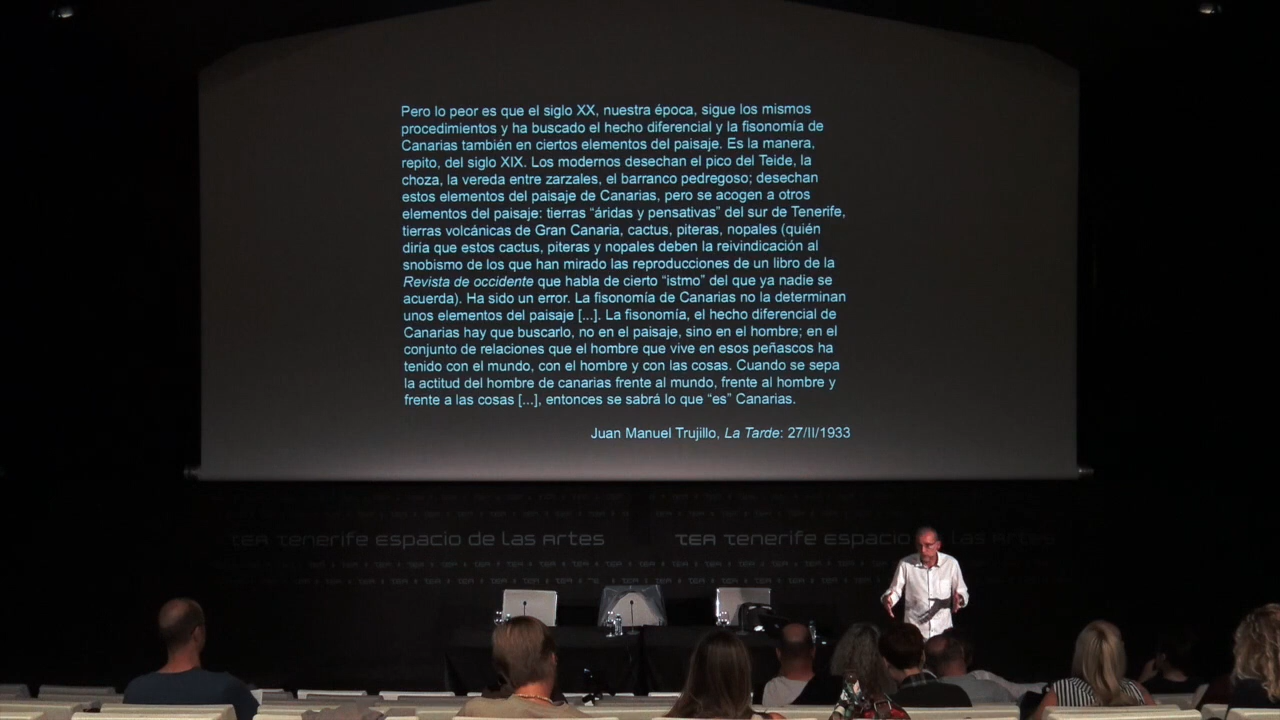 Pero lo peor es que el siglo XX, nuestra época, sigue los mismos
procedimientos y ha buscado el hecho diferencial y la fisonomía de
Canarias también en ciertos elementos del paisaje. Es la manera,
repito, del siglo XIX. Los modernos desechan el pico del Teide, la
choza, la vereda entre zarzales, el barranco pedregoso; desechan
estos elementos del paisaje de Canarias, pero se acogen a otros
elementos del paisaje: tierras “áridas y pensativas” del sur de Tenerife,
tierras volcánicas de Gran Canaria, cactus, piteras, nopales (quién
diría que estos cactus, piteras y nopales deben la reivindicación al
snobismo de los que han mirado las reproducciones de un libro de la
Revista de occidente que habla de cierto “istmo” del que ya nadie se
acuerda). Ha sido un error. La fisonomía de Canarias no la determinan
unos elementos del paisaje [...]. La fisonomía, el hecho diferencial de
Canarias hay que buscarlo, no en el paisaje, sino en el hombre; en el
conjunto de relaciones que el hombre que vive en esos peñascos ha
tenido con el mundo, con el hombre y con las cosas. Cuando se sepa
la actitud del hombre de canarias frente al mundo, frente al hombre y
frente a las cosas [...], entonces se sabrá lo que “es” Canarias.
Juan Manuel Trujillo, La Tarde: 27/II/1933
TEA Tenerife Espacio de las Artes TEA Tenerife Espacio de las Artes